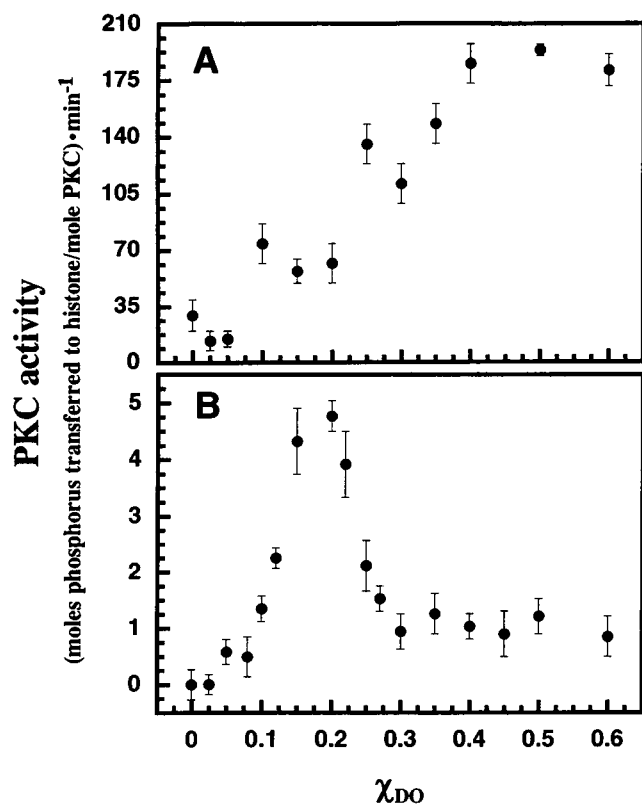 PKC activity
(moles phosphorus transferred to histone/mole PKC)•min⁻¹
A
210
175
140
105
70
35
0
B
5
4
3
2
1
0
0 0.1 0.2 0.3 0.4 0.5 0.6
χDO